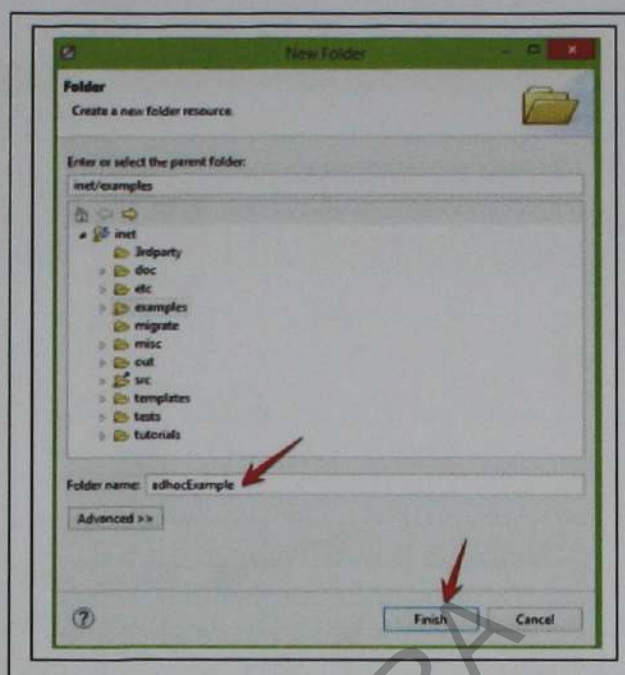 New Folder
Folder
Create a new folder resource.
Enter or select the parent folder:
inet/examples
inet
3rdparty
doc
etc
examples
migrate
misc
out
src
templates
tests
tutorials
Folder name: adhocExample
Advanced >>
Finish
Cancel